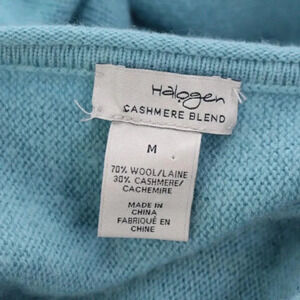 Halogen
CASHMERE BLEND
M
70% WOOL/LAINE
30% CASHMERE/
CACHEMIRE
MADE IN
CHINA
FABRIQUÉ EN
CHINE